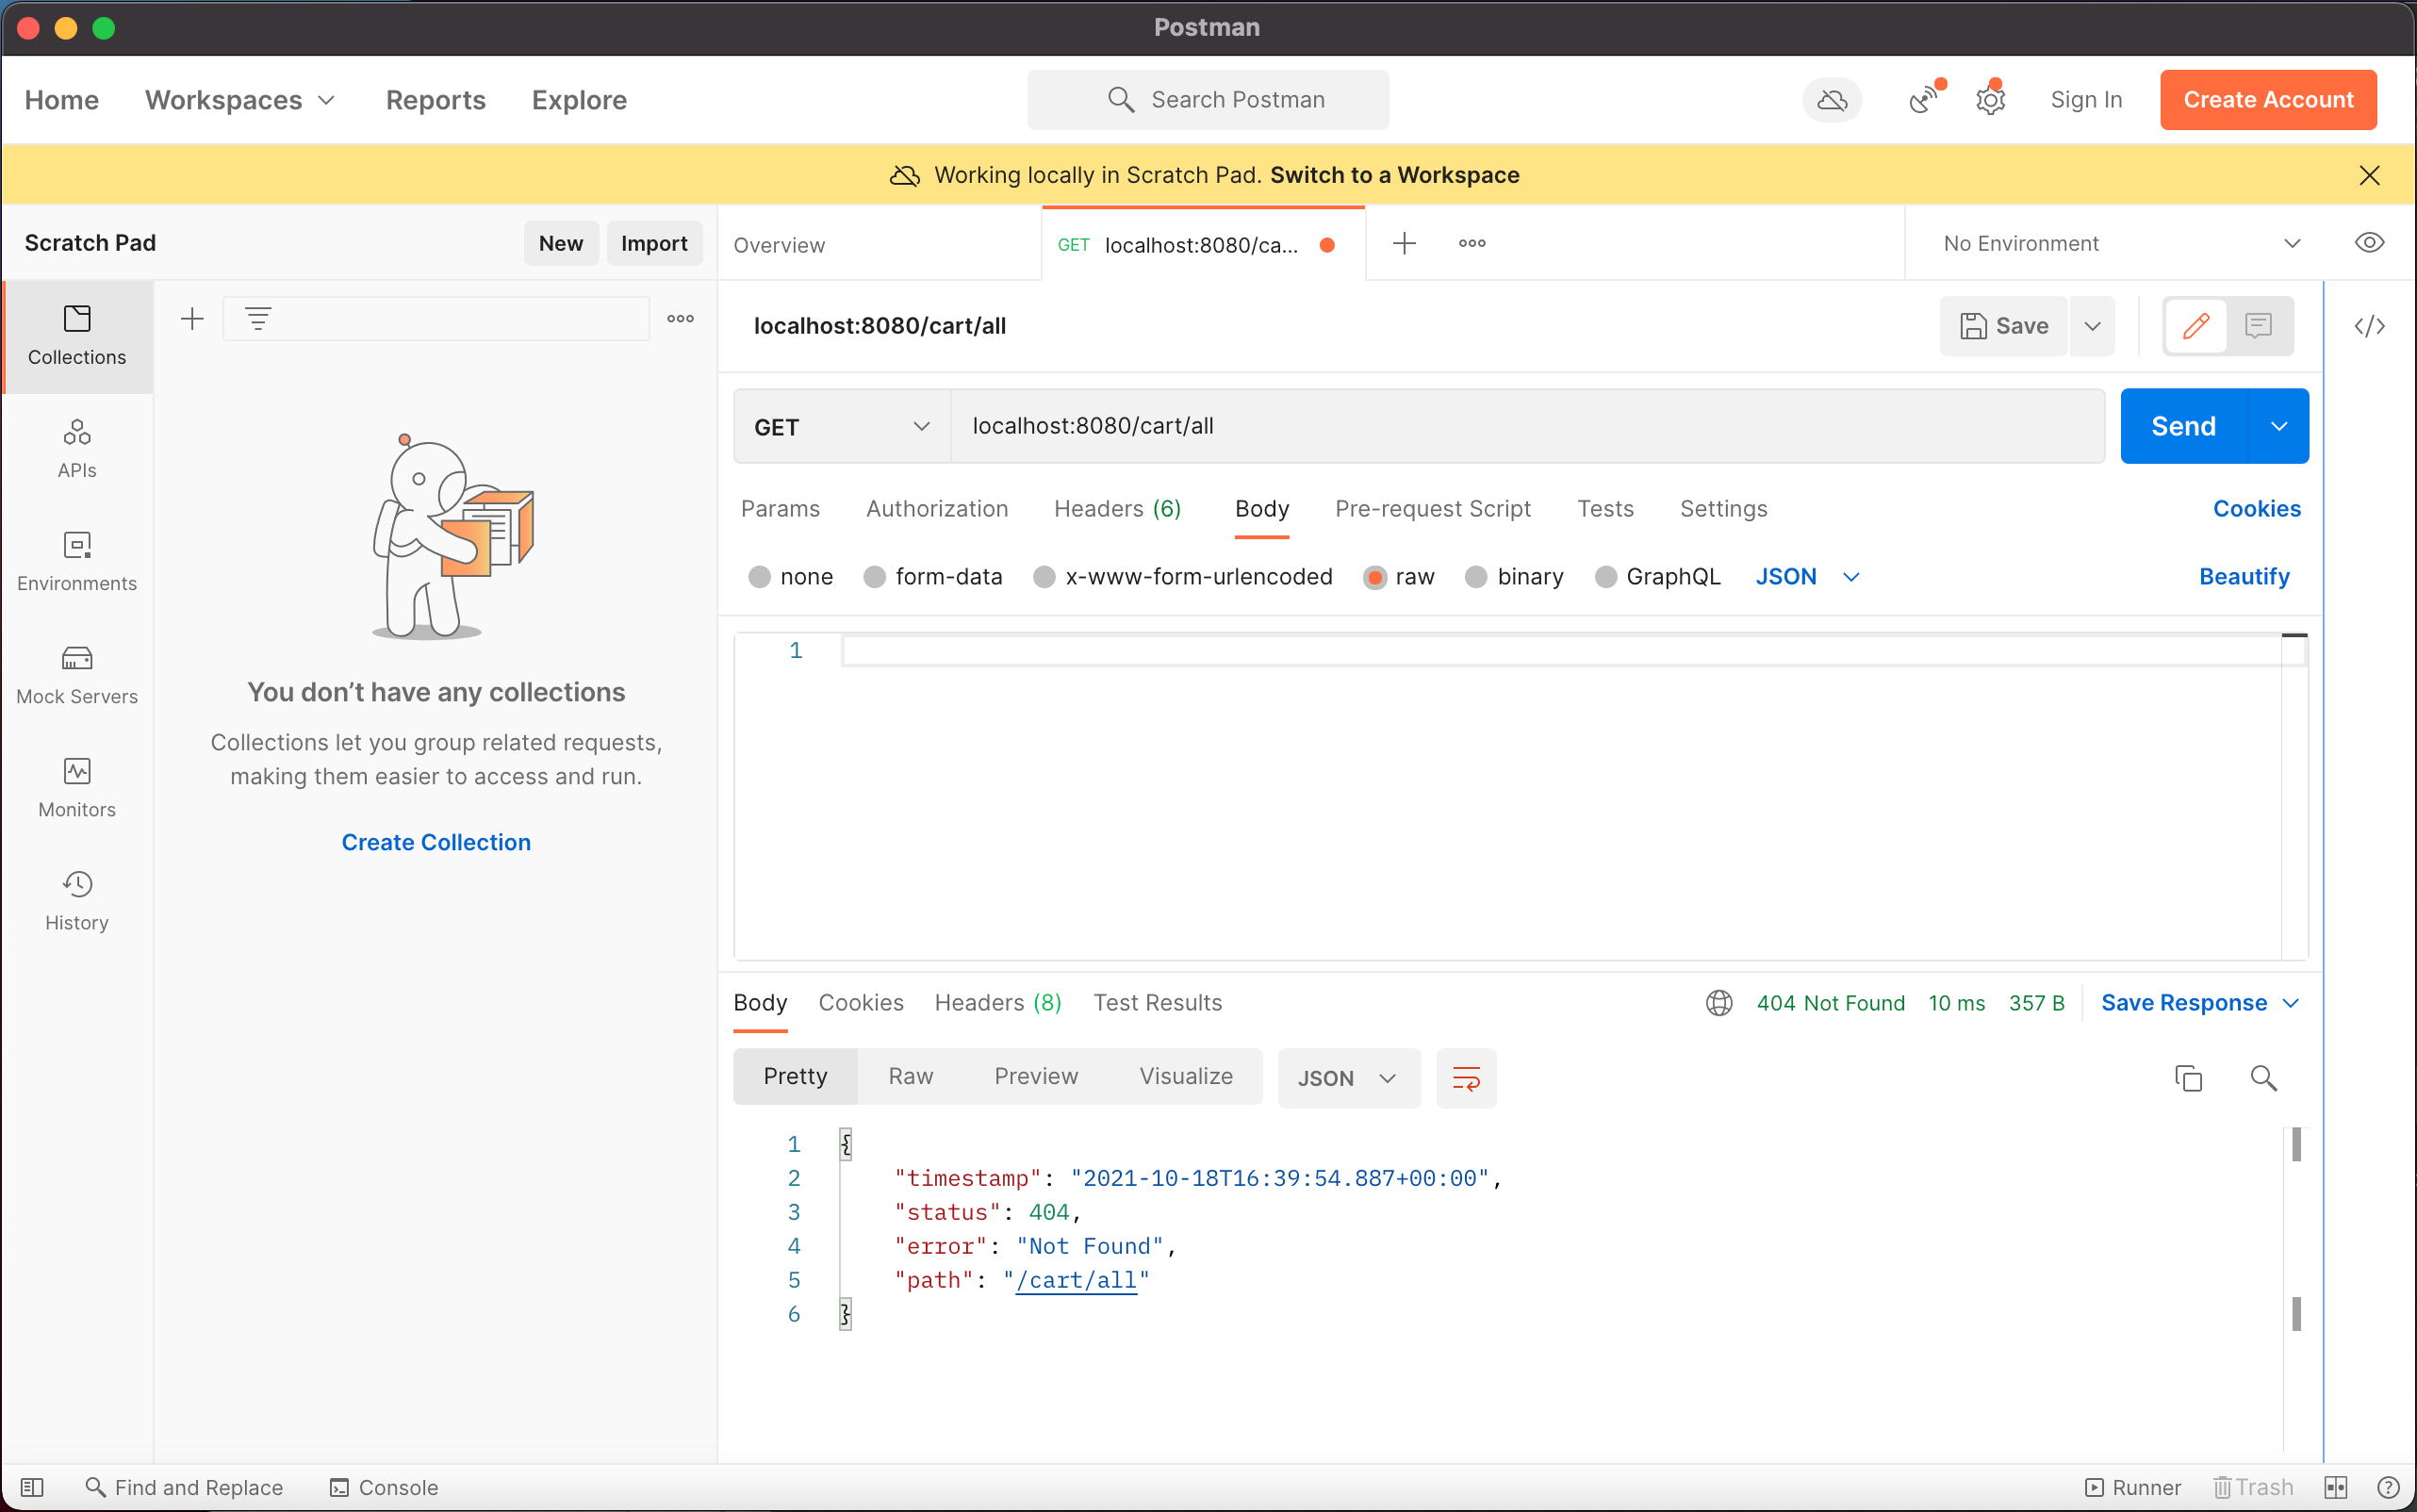 Postman
Home Workspaces Reports Explore Search Postman Sign In Create Account
Working locally in Scratch Pad. Switch to a Workspace
Scratch Pad New Import Overview GET localhost:8080/ca... No Environment
Collections
APIs
Environments
Mock Servers
Monitors
History
You don’t have any collections
Collections let you group related requests,
making them easier to access and run.
Create Collection
localhost:8080/cart/all Save
GET localhost:8080/cart/all Send
Params Authorization Headers (6) Body Pre-request Script Tests Settings Cookies
none form-data x-www-form-urlencoded raw binary GraphQL JSON Beautify
1
Body Cookies Headers (8) Test Results 404 Not Found 10 ms 357 B Save Response
Pretty Raw Preview Visualize JSON
1 {
2 "timestamp": "2021-10-18T16:39:54.887+00:00",
3 "status": 404,
4 "error": "Not Found",
5 "path": "/cart/all"
6 }
Find and Replace Console Runner Trash